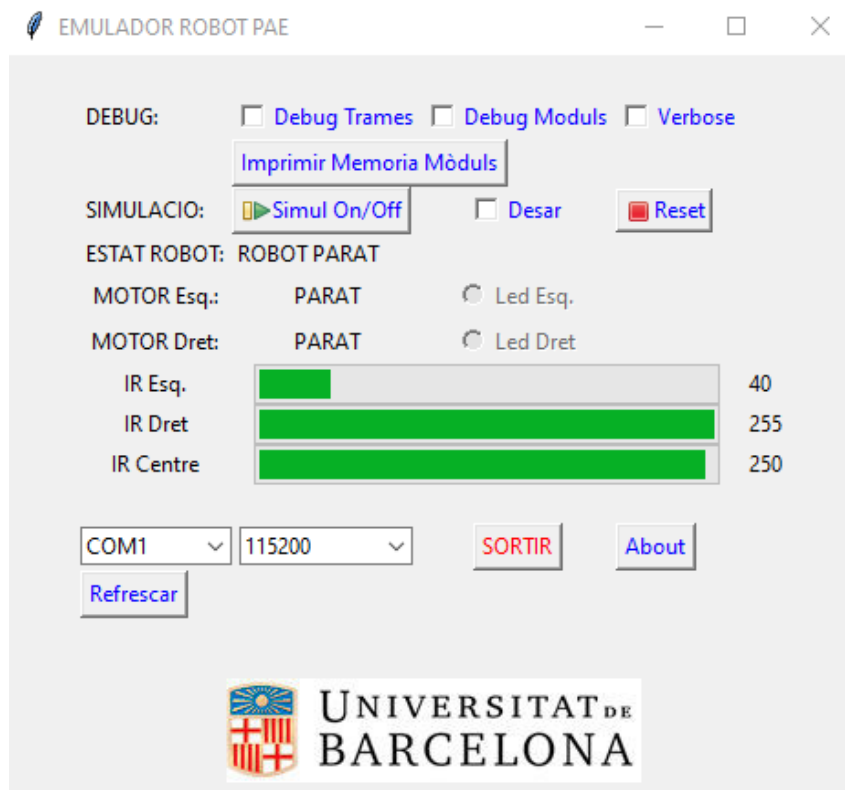 EMULADOR ROBOT PAE
DEBUG: Debug Trames Debug Moduls Verbose
Imprimir Memoria Mòduls
SIMULACIO: Simul On/Off Desar Reset
ESTAT ROBOT: ROBOT PARAT
MOTOR Esq.: PARAT Led Esq.
MOTOR Dret: PARAT Led Dret
IR Esq. 40
IR Dret 255
IR Centre 250
COM1 115200 SORTIR About
Refrescar
UNIVERSITAT DE
BARCELONA